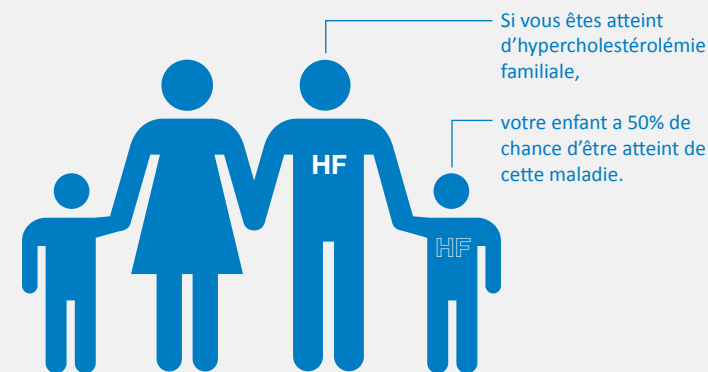 Si vous êtes atteint
d'hypercholestérolémie
familiale,
votre enfant a 50% de
chance d'être atteint de
cette maladie.
HF
HF